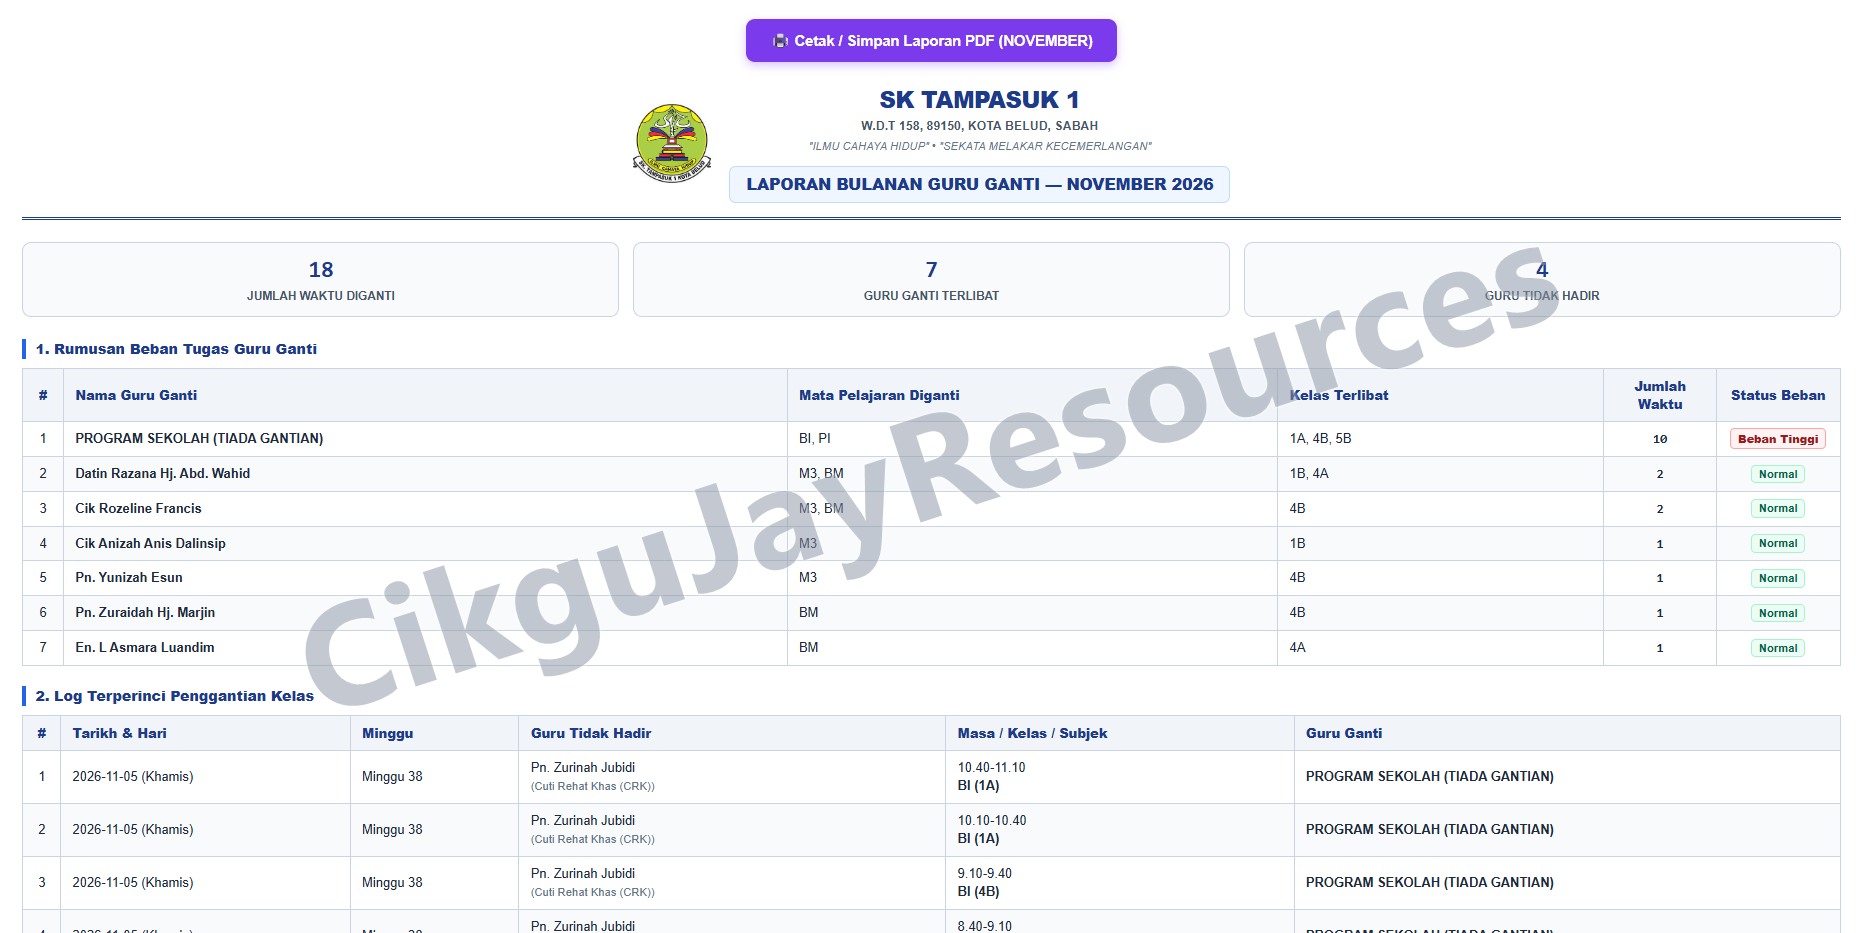 Cetak / Simpan Laporan PDF (NOVEMBER)
SK TAMPASUK 1
W.D.T 158, 89150, KOTA BELUD, SABAH
"ILMU CAHAYA HIDUP" • "SEKATA MELAKAR KECEMERLANGAN"
LAPORAN BULANAN GURU GANTI — NOVEMBER 2026
ILMU CAHAYA HIDUP
SK. TAMPASUK 1 KOTA BELUD
18
JUMLAH WAKTU DIGANTI
7
GURU GANTI TERLIBAT
4
GURU TIDAK HADIR
CikguJayResources
1. Rumusan Beban Tugas Guru Ganti
# Nama Guru Ganti Mata Pelajaran Diganti Kelas Terlibat Jumlah Waktu Status Beban
1 PROGRAM SEKOLAH (TIADA GANTIAN) BI, PI 1A, 4B, 5B 10 Beban Tinggi
2 Datin Razana Hj. Abd. Wahid M3, BM 1B, 4A 2 Normal
3 Cik Rozeline Francis M3, BM 4B 2 Normal
4 Cik Anizah Anis Dalinsip M3 1B 1 Normal
5 Pn. Yunizah Esun M3 4B 1 Normal
6 Pn. Zuraidah Hj. Marjin BM 4B 1 Normal
7 En. L Asmara Luandim BM 4A 1 Normal
2. Log Terperinci Penggantian Kelas
# Tarikh & Hari Minggu Guru Tidak Hadir Masa / Kelas / Subjek Guru Ganti
1 2026-11-05 (Khamis) Minggu 38 Pn. Zurinah Jubidi 10.40-11.10 PROGRAM SEKOLAH (TIADA GANTIAN)
(Cuti Rehat Khas (CRK)) BI (1A)
2 2026-11-05 (Khamis) Minggu 38 Pn. Zurinah Jubidi 10.10-10.40 PROGRAM SEKOLAH (TIADA GANTIAN)
(Cuti Rehat Khas (CRK)) BI (1A)
3 2026-11-05 (Khamis) Minggu 38 Pn. Zurinah Jubidi 9.10-9.40 PROGRAM SEKOLAH (TIADA GANTIAN)
(Cuti Rehat Khas (CRK)) BI (4B)
Pn. Zurinah Jubidi 8.40-9.10